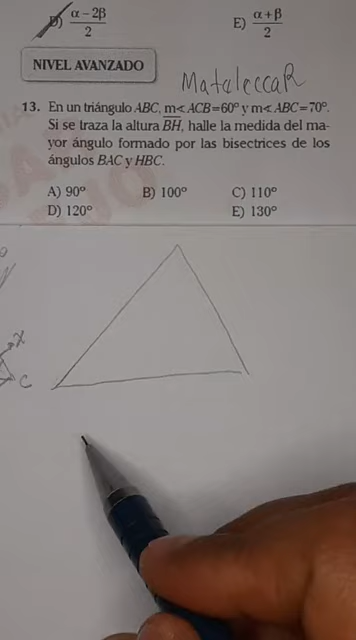 D) α – 2β / 2 E) α + β / 2
NIVEL AVANZADO
MateleccaR
13. En un triángulo ABC, m∢ACB=60° y m∢ABC=70°.
Si se traza la altura BH, halle la medida del ma-
yor ángulo formado por las bisectrices de los
ángulos BAC y HBC.
A) 90° B) 100° C) 110°
D) 120° E) 130°
x
C